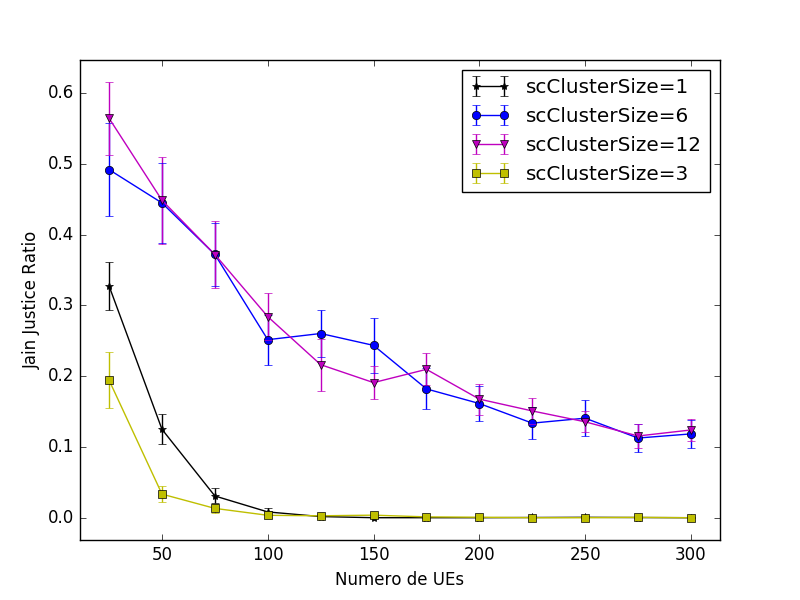 scClusterSize=1
scClusterSize=6
scClusterSize=12
scClusterSize=3
Jain Justice Ratio
0.6
0.5
0.4
0.3
0.2
0.1
0.0
50 100 150 200 250 300
Numero de UEs